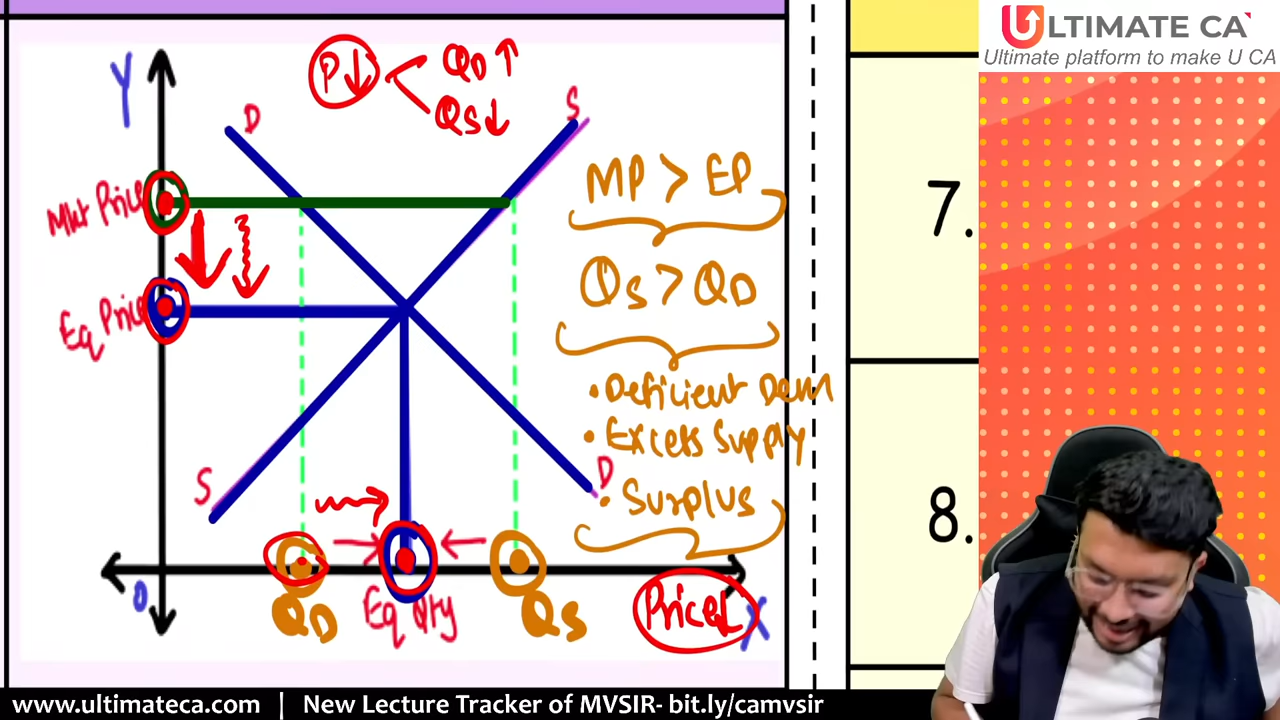 ULTIMATE CA
Ultimate platform to make U CA
Y
P↓
QD↑
QS↓
D
S
Mkt Price
Eq Price
MP > EP
QS > QD
• Deficient Dem
• Excess Supply
• Surplus
S
D
O
QD
Eq Qty
QS
Price↓
X
7.
8.
www.ultimateca.com | New Lecture Tracker of MVSIR- bit.ly/camvsir